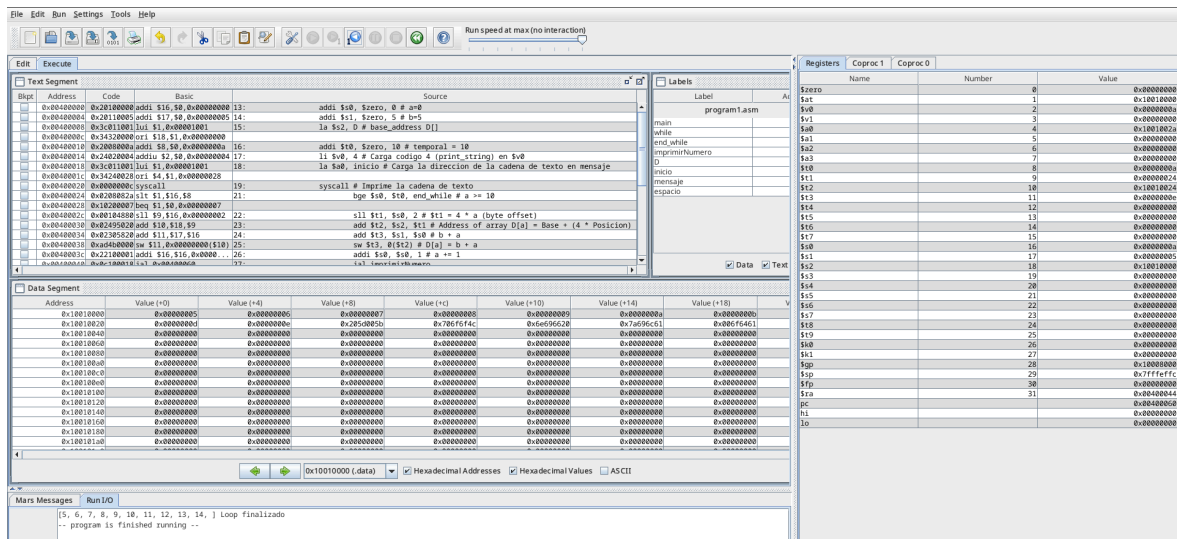 File Edit Run Settings Tools Help
Run speed at max (no interaction)
Edit Execute
Text Segment
Bkpt Address Code Basic Source
0x00400000 0x20100000 addi $16,$0,0x00000000 13: addi $s0, $zero, 0 # a=0
0x00400004 0x20110005 addi $17,$0,0x00000005 14: addi $s1, $zero, 5 # b=5
0x00400008 0x3c011001 lui $1,0x00001001 15: la $s2, D # base_address D[]
0x0040000c 0x34320000 ori $18,$1,0x00000000
0x00400010 0x2008000a addi $8,$0,0x0000000a 16: addi $t0, $zero, 10 # temporal = 10
0x00400014 0x24020004 addiu $2,$0,0x00000004 17: li $v0, 4 # Carga codigo 4 (print_string) en $v0
0x00400018 0x3c011001 lui $1,0x00001001 18: la $a0, inicio # Carga la direccion de la cadena de texto en mensaje
0x0040001c 0x34240028 ori $4,$1,0x00000028
0x00400020 0x0000000c syscall 19: syscall # Imprime la cadena de texto
0x00400024 0x0208082a slt $1,$16,$8 21: bge $s0, $t0, end_while # a >= 10
0x00400028 0x10200007 beq $1,$0,0x00000007
0x0040002c 0x00104880 sll $9,$16,0x00000002 22: sll $t1, $s0, 2 # $t1 = 4 * a (byte offset)
0x00400030 0x02495020 add $10,$18,$9 23: add $t2, $s2, $t1 # Address of array D[a] = Base + (4 * Posicion)
0x00400034 0x02305820 add $11,$17,$16 24: add $t3, $s1, $s0 # b + a
0x00400038 0xad4b0000 sw $11,0x00000000($10) 25: sw $t3, 0($t2) # D[a] = b + a
0x0040003c 0x22100001 addi $16,$16,0x0000... 26: addi $s0, $s0, 1 # a += 1
0x00400040 0x0c100018 jal 0x00400060 27: jal imprimirNumero
Labels
Label
program1.asm
main
while
end_while
imprimirNumero
D
inicio
mensaje
espacio
Data Text
Data Segment
Address Value (+0) Value (+4) Value (+8) Value (+c) Value (+10) Value (+14) Value (+18)
0x10010000 0x00000005 0x00000006 0x00000007 0x00000008 0x00000009 0x0000000a 0x0000000b
0x10010020 0x0000000d 0x0000000e 0x205d005b 0x706f6f4c 0x6e696620 0x7a696c61 0x006f6461
0x10010040 0x00000000 0x00000000 0x00000000 0x00000000 0x00000000 0x00000000 0x00000000
0x10010060 0x00000000 0x00000000 0x00000000 0x00000000 0x00000000 0x00000000 0x00000000
0x10010080 0x00000000 0x00000000 0x00000000 0x00000000 0x00000000 0x00000000 0x00000000
0x100100a0 0x00000000 0x00000000 0x00000000 0x00000000 0x00000000 0x00000000 0x00000000
0x100100c0 0x00000000 0x00000000 0x00000000 0x00000000 0x00000000 0x00000000 0x00000000
0x100100e0 0x00000000 0x00000000 0x00000000 0x00000000 0x00000000 0x00000000 0x00000000
0x10010100 0x00000000 0x00000000 0x00000000 0x00000000 0x00000000 0x00000000 0x00000000
0x10010120 0x00000000 0x00000000 0x00000000 0x00000000 0x00000000 0x00000000 0x00000000
0x10010140 0x00000000 0x00000000 0x00000000 0x00000000 0x00000000 0x00000000 0x00000000
0x10010160 0x00000000 0x00000000 0x00000000 0x00000000 0x00000000 0x00000000 0x00000000
0x10010180 0x00000000 0x00000000 0x00000000 0x00000000 0x00000000 0x00000000 0x00000000
0x100101a0 0x00000000 0x00000000 0x00000000 0x00000000 0x00000000 0x00000000 0x00000000
0x10010000 (.data) Hexadecimal Addresses Hexadecimal Values ASCII
Mars Messages Run I/O
[5, 6, 7, 8, 9, 10, 11, 12, 13, 14, ] Loop finalizado
-- program is finished running --
Registers Coproc 1 Coproc 0
Name Number Value
$zero 0 0x00000000
$at 1 0x10010000
$v0 2 0x0000000a
$v1 3 0x00000000
$a0 4 0x1001002a
$a1 5 0x00000000
$a2 6 0x00000000
$a3 7 0x00000000
$t0 8 0x0000000a
$t1 9 0x00000024
$t2 10 0x10010024
$t3 11 0x0000000e
$t4 12 0x00000000
$t5 13 0x00000000
$t6 14 0x00000000
$t7 15 0x00000000
$s0 16 0x0000000a
$s1 17 0x00000005
$s2 18 0x10010000
$s3 19 0x00000000
$s4 20 0x00000000
$s5 21 0x00000000
$s6 22 0x00000000
$s7 23 0x00000000
$t8 24 0x00000000
$t9 25 0x00000000
$k0 26 0x00000000
$k1 27 0x00000000
$gp 28 0x10008000
$sp 29 0x7fffeffc
$fp 30 0x00000000
$ra 31 0x00400044
pc 0x00400060
hi 0x00000000
lo 0x00000000